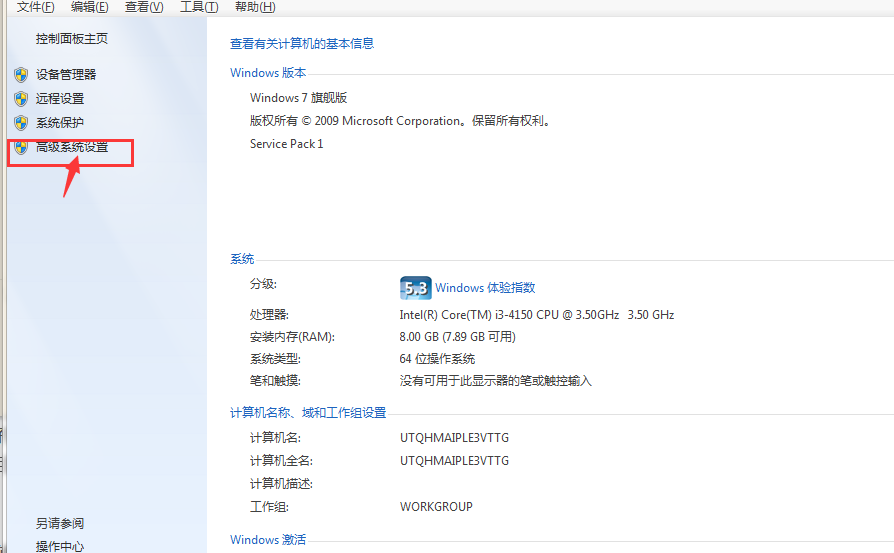 文件(F) 编辑(E) 查看(V) 工具(T) 帮助(H)
控制面板主页
设备管理器
远程设置
系统保护
高级系统设置
查看有关计算机的基本信息
Windows 版本
Windows 7 旗舰版
版权所有 © 2009 Microsoft Corporation。保留所有权利。
Service Pack 1
系统
分级: 5.3 Windows 体验指数
处理器: Intel(R) Core(TM) i3-4150 CPU @ 3.50GHz 3.50 GHz
安装内存(RAM): 8.00 GB (7.89 GB 可用)
系统类型: 64 位操作系统
笔和触摸: 没有可用于此显示器的笔或触控输入
计算机名称、域和工作组设置
计算机名: UTQHMAIPLE3VTTG
计算机全名: UTQHMAIPLE3VTTG
计算机描述:
工作组: WORKGROUP
Windows 激活
另请参阅
操作中心